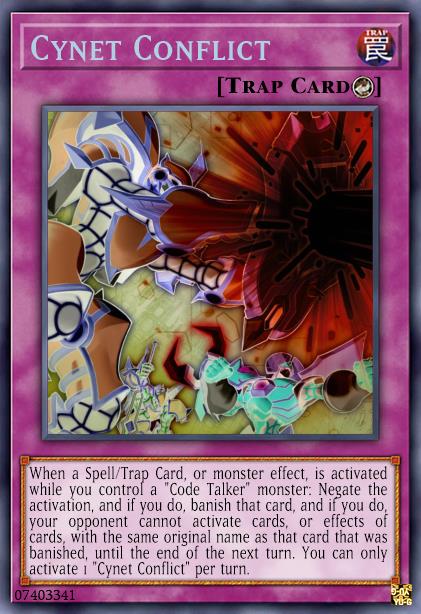 CYNET CONFLICT
TRAP
罠
[TRAP CARD]
When a Spell/Trap Card, or monster effect, is activated
while you control a "Code Talker" monster: Negate the
activation, and if you do, banish that card, and if you do,
your opponent cannot activate cards, or effects of
cards, with the same original name as that card that was
banished, until the end of the next turn. You can only
activate 1 "Cynet Conflict" per turn.
07403341